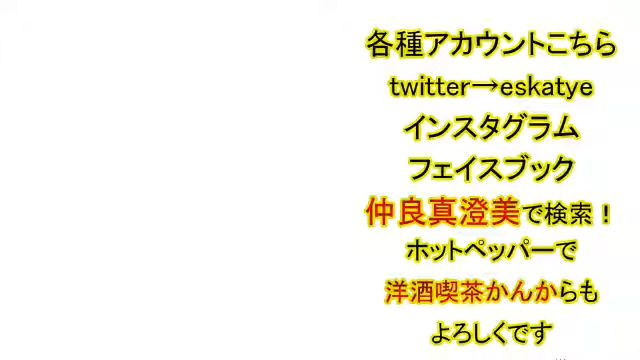 各種アカウントこちら
twitter→eskatye
インスタグラム
フェイスブック
仲良真澄美で検索！
ホットペッパーで
洋酒喫茶かんからも
よろしくです